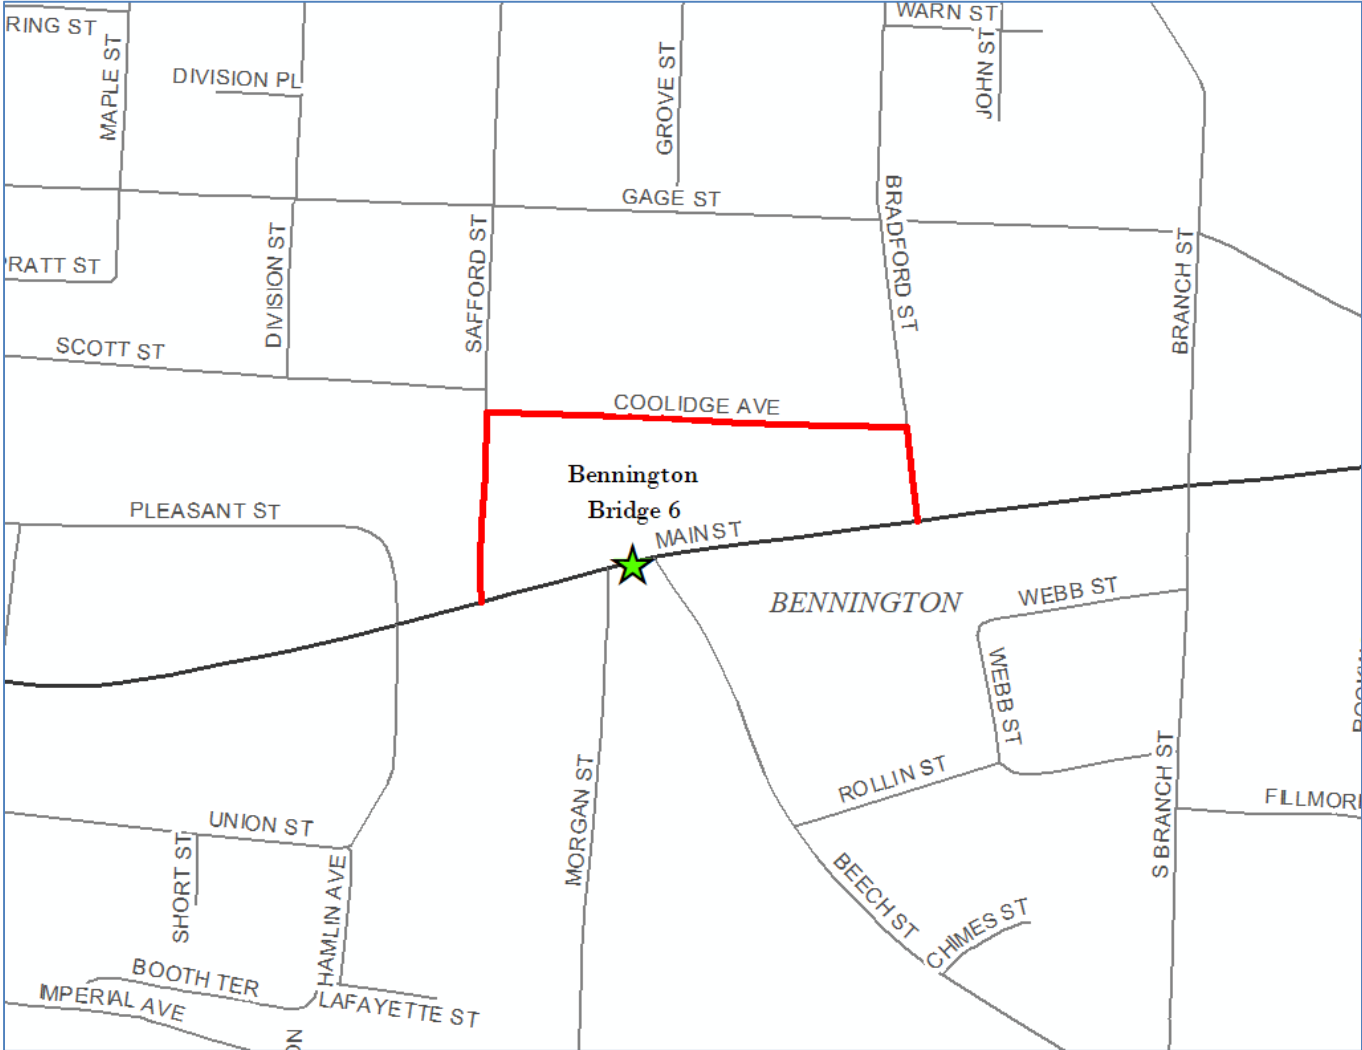 RING ST
MAPLE ST
DIVISION PL
GROVE ST
WARN ST
JOHN ST
GAGE ST
BRADFORD ST
SAFFORD ST
DIVISION ST
RATT ST
BRANCH ST
SCOTT ST
COOLIDGE AVE
Bennington
Bridge 6
PLEASANT ST
MAIN ST
BENNINGTON
WEBB ST
WEBB ST
ROLLIN ST
MORGAN ST
S BRANCH ST
FILLMOR
UNION ST
SHORT ST
HAMLIN AVE
BEECH ST
CHIMES ST
BOOTH TER
IMPERIAL AVE
LAFAYETTE ST
ON